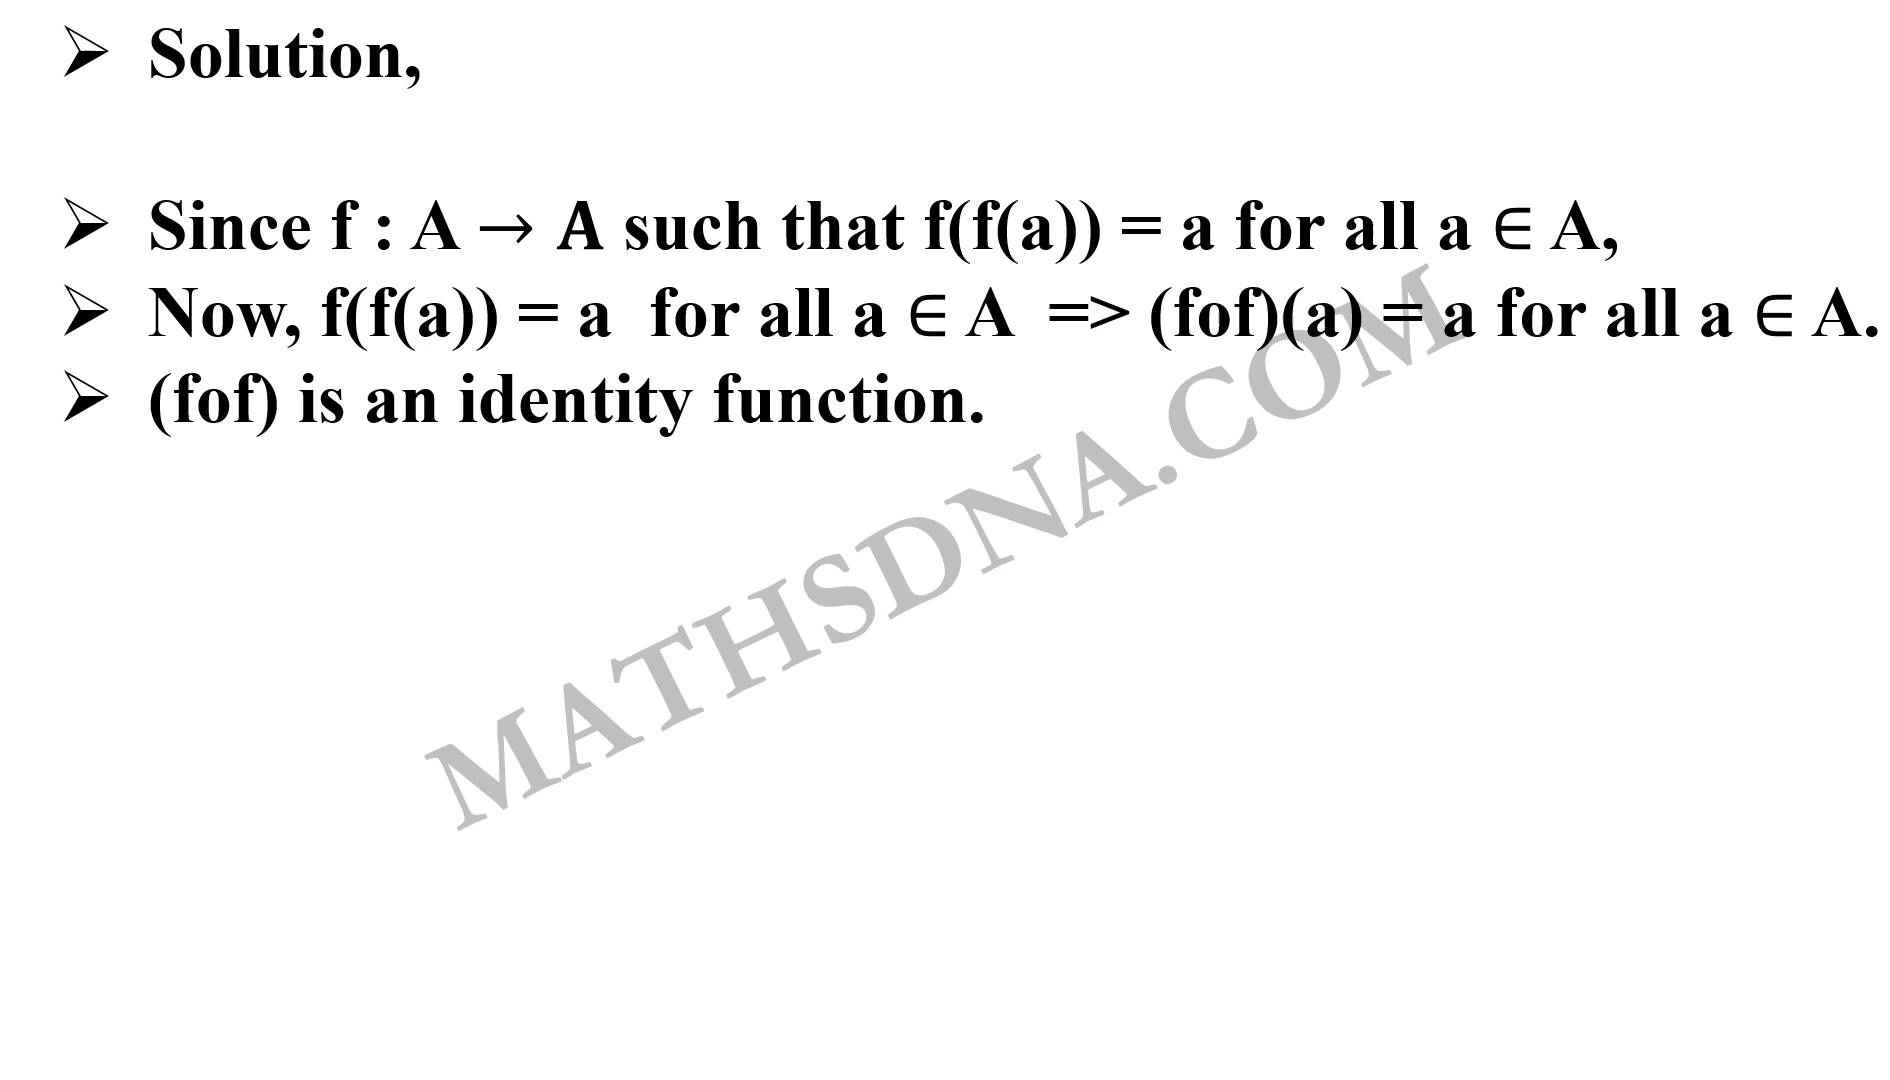 ➢ Solution,
➢ Since f : A → A such that f(f(a)) = a for all a ∈ A,
➢ Now, f(f(a)) = a  for all a ∈ A  => (fof)(a) = a for all a ∈ A.
➢ (fof) is an identity function.
MATHSDNA.COM